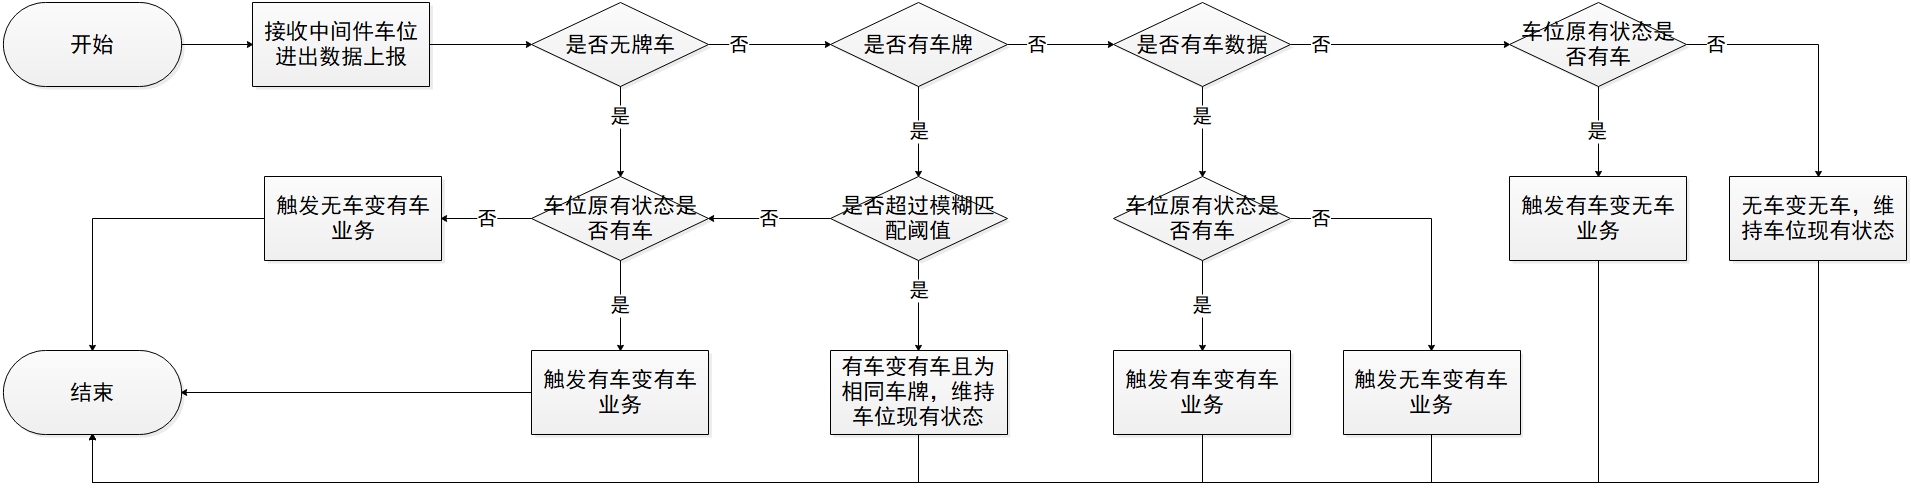 开始
接收中间件车位
进出数据上报
是否无牌车
否
是否有车牌
否
是否有车数据
否
车位原有状态是
否有车
否
是
是
是
是
触发无车变有车
业务
否
车位原有状态是
否有车
否
是否超过模糊匹
配阈值
车位原有状态是
否有车
否
触发有车变无车
业务
无车变无车，维
持车位现有状态
是
是
是
结束
触发有车变有车
业务
有车变有车且为
相同车牌，维持
车位现有状态
触发有车变有车
业务
触发无车变有车
业务